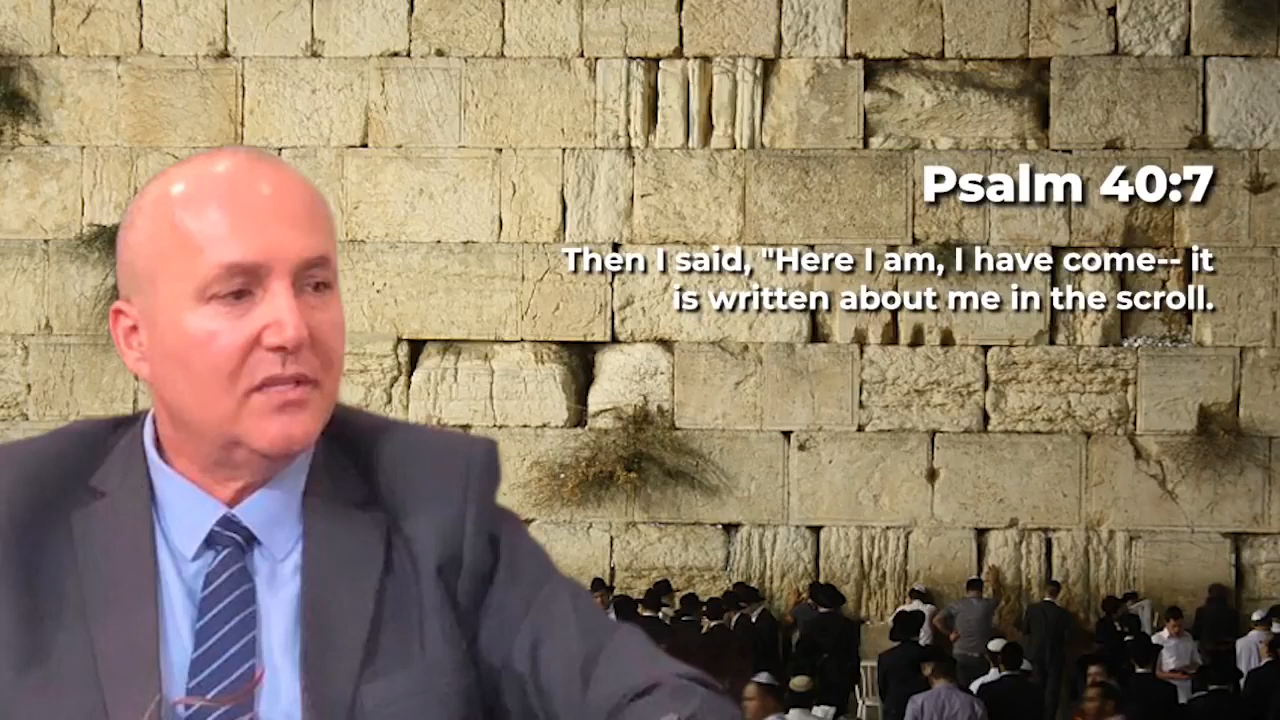 Psalm 40:7
Then I said, "Here I am, I have come-- it
is written about me in the scroll.